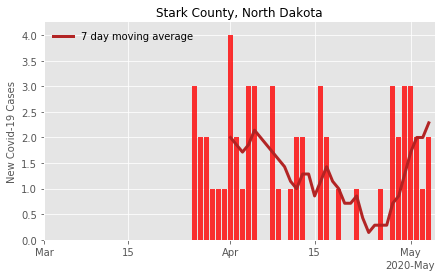 Stark County, North Dakota
7 day moving average
New Covid-19 Cases
4.0
3.5
3.0
2.5
2.0
1.5
1.0
0.5
0.0
Mar 15 Apr 15 May
2020-May